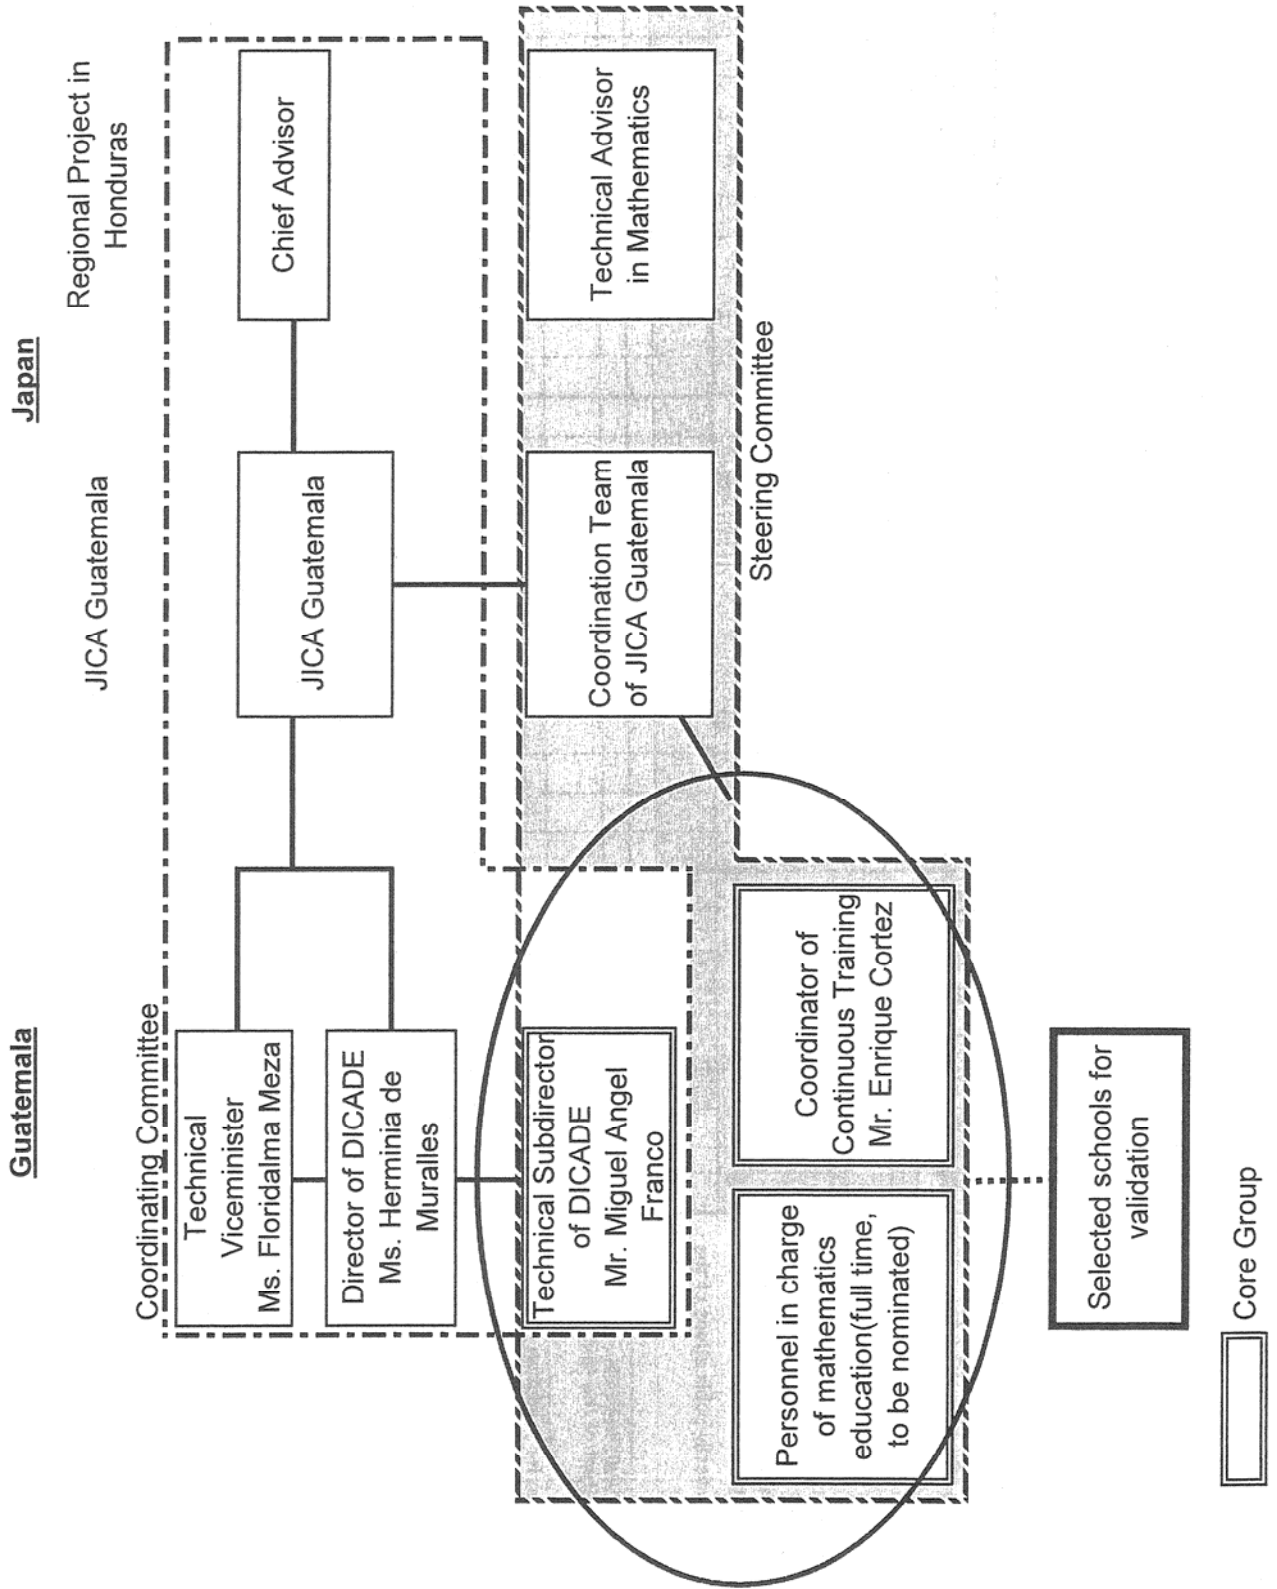 Guatemala
Japan
JICA Guatemala
Regional Project in
Honduras
Coordinating Committee
Technical
Viceminister
Ms. Floridalma Meza
Director of DICADE
Ms. Herminia de
Muralles
JICA Guatemala
Chief Advisor
Technical Subdirector
of DICADE
Mr. Miguel Angel
Franco
Coordination Team
of JICA Guatemala
Technical Advisor
in Mathematics
Steering Committee
Personnel in charge
of mathematics
education(full time,
to be nominated)
Coordinator of
Continuous Training
Mr. Enrique Cortez
Selected schools for
validation
Core Group